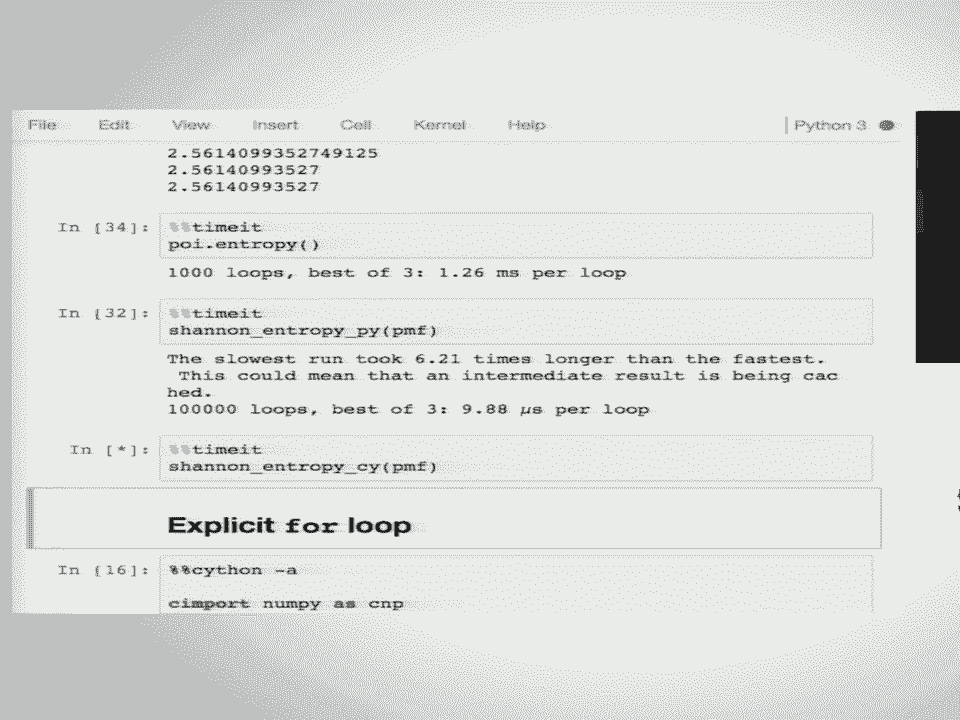 File Edit View Insert Cell Kernel Help Python 3
2.5614099352749125
2.56140993527
2.56140993527
In [34]: %%timeit
poi.entropy()
1000 loops, best of 3: 1.26 ms per loop
In [32]: %%timeit
shannon_entropy_py(pmf)
The slowest run took 6.21 times longer than the fastest.
This could mean that an intermediate result is being cac
hed.
100000 loops, best of 3: 9.88 µs per loop
In [*]: %%timeit
shannon_entropy_cy(pmf)
Explicit for loop
In [16]: %%cython -a
cimport numpy as cnp